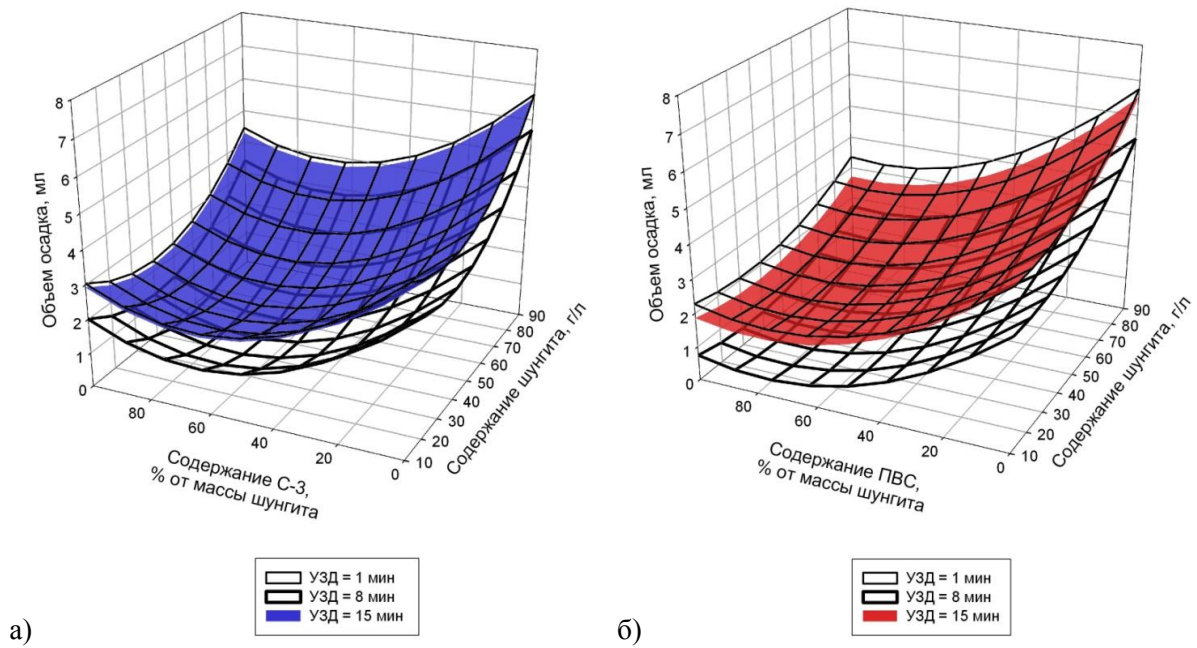 8
7
6
5
4
3
2
1
0
Объем осадка, мл
80
60
40
20
0
Содержание С-3,
% от массы шунгита
10
20
30
40
50
60
70
80
90
Содержание шунгита, г/л
УЗД = 1 мин
УЗД = 8 мин
УЗД = 15 мин
а)
8
7
6
5
4
3
2
1
0
Объем осадка, мл
80
60
40
20
0
Содержание ПВС,
% от массы шунгита
10
20
30
40
50
60
70
80
90
Содержание шунгита, г/л
УЗД = 1 мин
УЗД = 8 мин
УЗД = 15 мин
б)